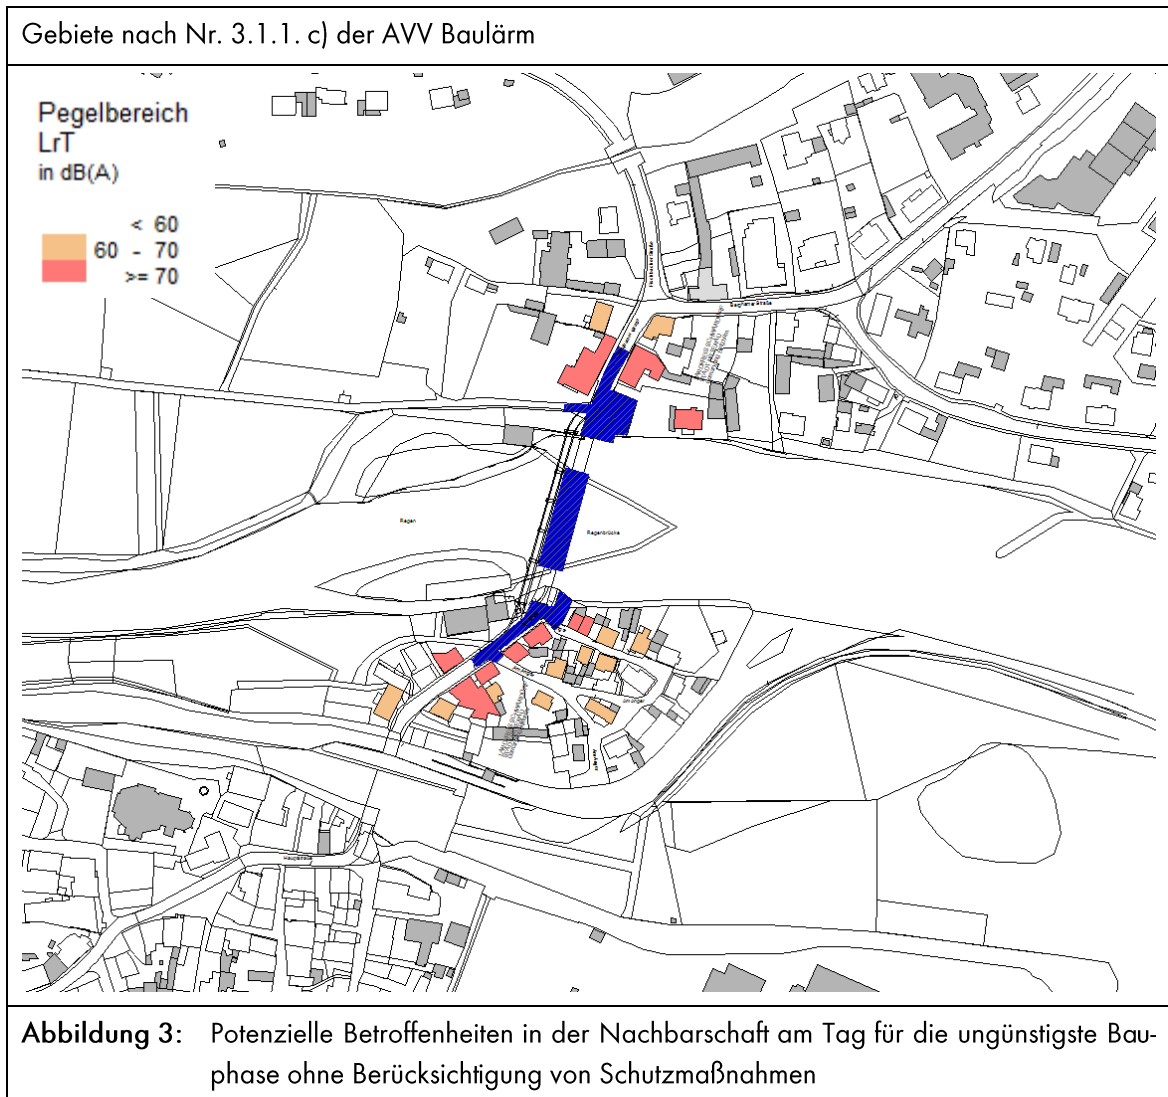 Gebiete nach Nr. 3.1.1. c) der AVV Baulärm
Pegelbereich
LrT
in dB(A)
< 60
60 - 70
>= 70
Regen
Regenbrücke
Hauptstraße
Abbildung 3: Potenzielle Betroffenheiten in der Nachbarschaft am Tag für die ungünstigste Bau-
phase ohne Berücksichtigung von Schutzmaßnahmen